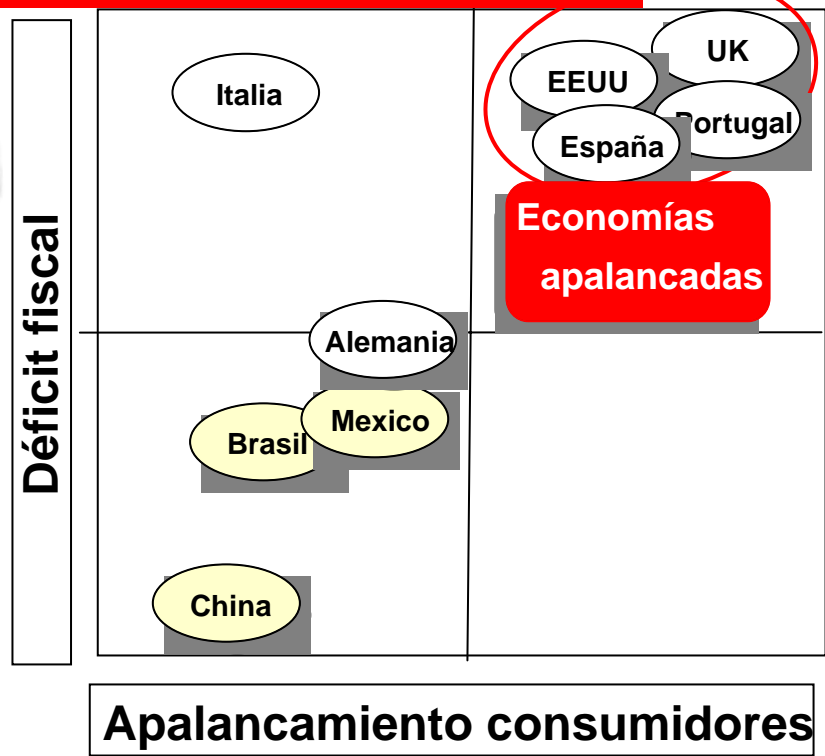 UK
EEUU
Italia
Portugal
España
Economías
apalancadas
Déficit fiscal
Alemania
Mexico
Brasil
China
Apalancamiento consumidores